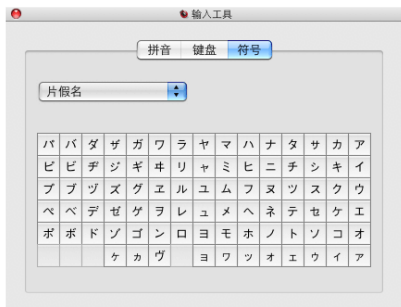 输入工具
拼音 键盘 符号
片假名
パ バ ダ ザ ガ ワ ラ ヤ マ ハ ナ タ サ カ ア
ピ ビ ヂ ジ ギ ヰ リ ャ ミ ヒ ニ チ シ キ イ
プ ブ ヅ ズ グ ヱ ル ユ ム フ ヌ ツ ス ク ウ
ペ ベ デ ゼ ゲ ヲ レ ュ メ ヘ ネ テ セ ケ エ
ポ ボ ド ゾ ゴ ン ロ ヨ モ ホ ノ ト ソ コ オ
ヶ ヵ ヴ ョ ヮ ッ ォ ェ ゥ ィ ァ